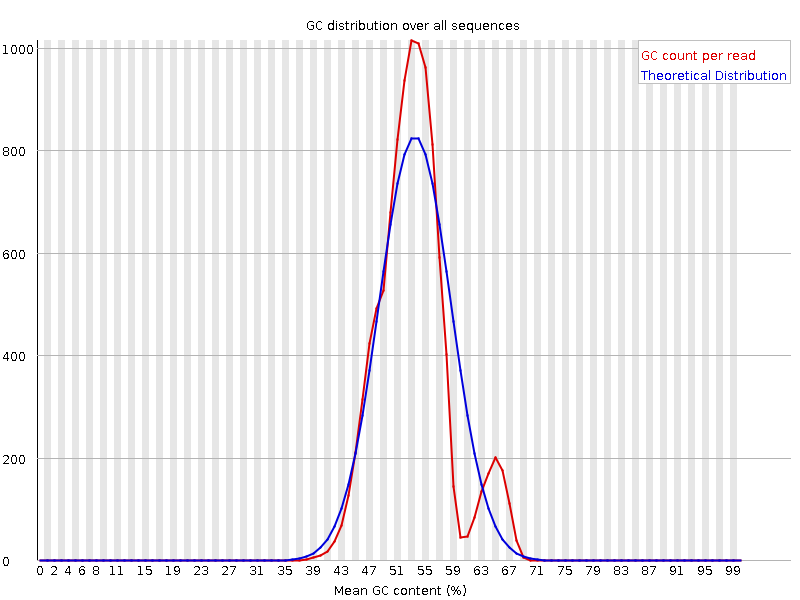 GC distribution over all sequences
GC count per read
Theoretical Distribution
1000
800
600
400
200
0
0 2 4 6 8 11 15 19 23 27 31 35 39 43 47 51 55 59 63 67 71 75 79 83 87 91 95 99
Mean GC content (%)